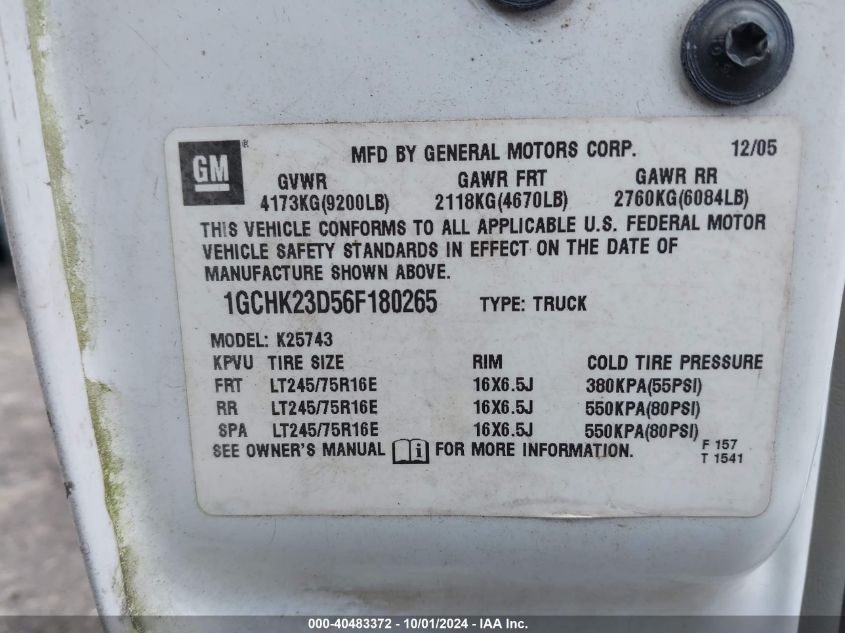 GM ®
MFD BY GENERAL MOTORS CORP. 12/05
GVWR GAWR FRT GAWR RR
4173KG(9200LB) 2118KG(4670LB) 2760KG(6084LB)
THIS VEHICLE CONFORMS TO ALL APPLICABLE U.S. FEDERAL MOTOR
VEHICLE SAFETY STANDARDS IN EFFECT ON THE DATE OF
MANUFACTURE SHOWN ABOVE.
1GCHK23D56F180265 TYPE: TRUCK
MODEL: K25743
KPVU TIRE SIZE RIM COLD TIRE PRESSURE
FRT LT245/75R16E 16X6.5J 380KPA(55PSI)
RR LT245/75R16E 16X6.5J 550KPA(80PSI)
SPA LT245/75R16E 16X6.5J 550KPA(80PSI)
SEE OWNER'S MANUAL i FOR MORE INFORMATION. F 157
T 1541
000-40483372 - 10/01/2024 - IAA Inc.